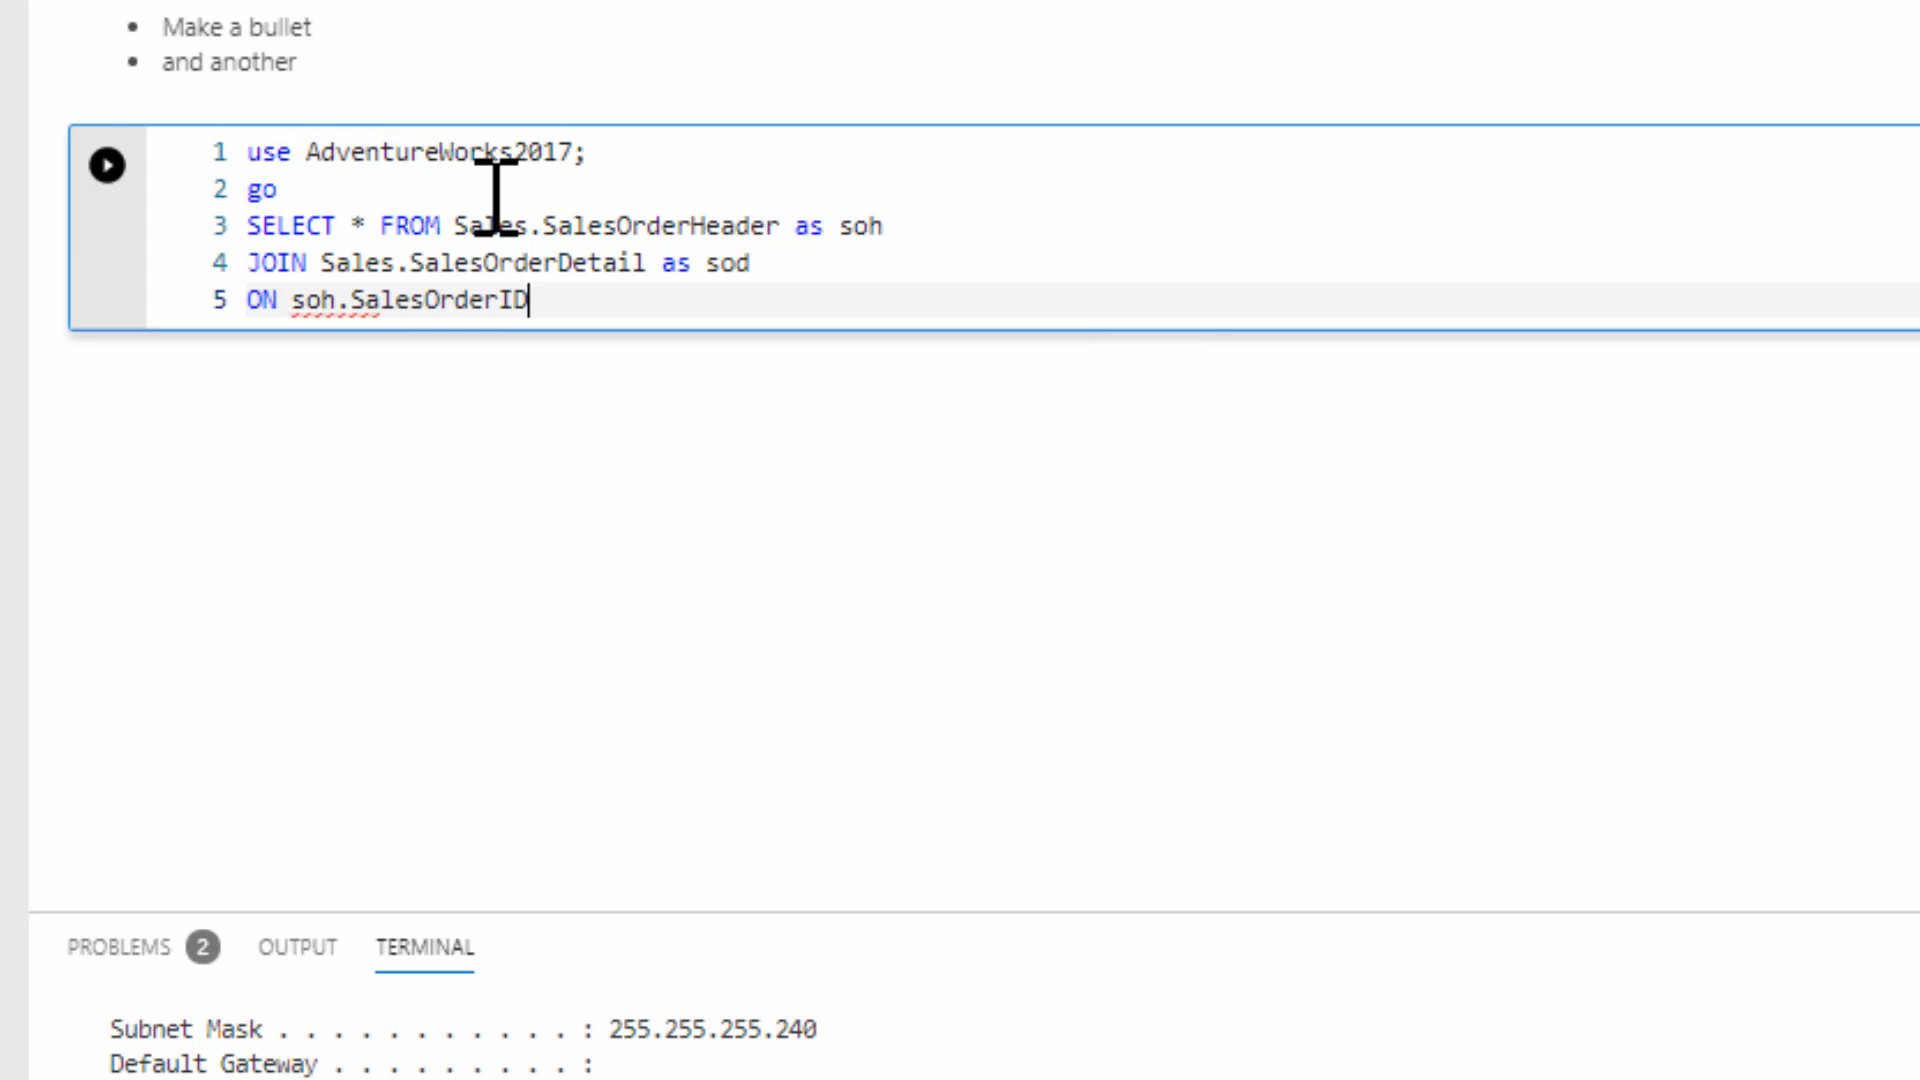 Make a bullet
and another
1 use AdventureWorks2017;
2 go
3 SELECT * FROM Sales.SalesOrderHeader as soh
4 JOIN Sales.SalesOrderDetail as sod
5 ON soh.SalesOrderID
PROBLEMS 2 OUTPUT TERMINAL
Subnet Mask . . . . . . . . . . . : 255.255.255.240
Default Gateway . . . . . . . . . :